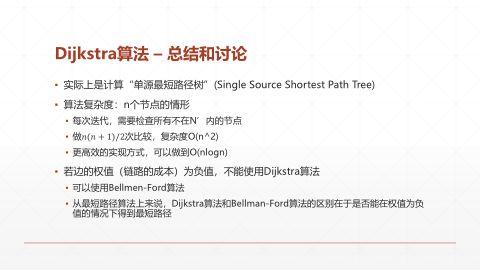 Dijkstra算法 – 总结和讨论
实际上是计算“单源最短路径树”(Single Source Shortest Path Tree)
算法复杂度：n个节点的情形
每次迭代，需要检查所有不在N’ 内的节点
做n(n + 1)/2次比较，复杂度O(n^2)
更高效的实现方式，可以做到O(nlogn)
若边的权值（链路的成本）为负值，不能使用Dijkstra算法
可以使用Bellmen-Ford算法
从最短路径算法上来说，Dijkstra算法和Bellman-Ford算法的区别在于是否能在权值为负
值的情况下得到最短路径